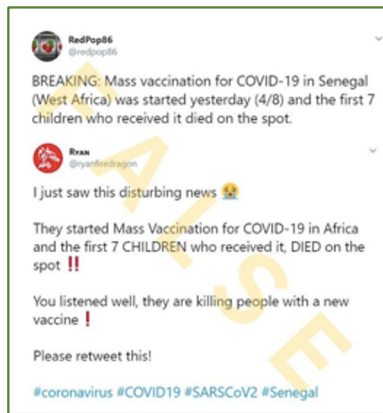 RedPop86
@redpop86
BREAKING: Mass vaccination for COVID-19 in Senegal
(West Africa) was started yesterday (4/8) and the first 7
children who received it died on the spot.
RYAN
@ryanfiredragon
I just saw this disturbing news 😭
They started Mass Vaccination for COVID-19 in Africa
and the first 7 CHILDREN who received it, DIED on the
spot ‼️
You listened well, they are killing people with a new
vaccine ❗
Please retweet this!
#coronavirus #COVID19 #SARSCoV2 #Senegal
FALSE